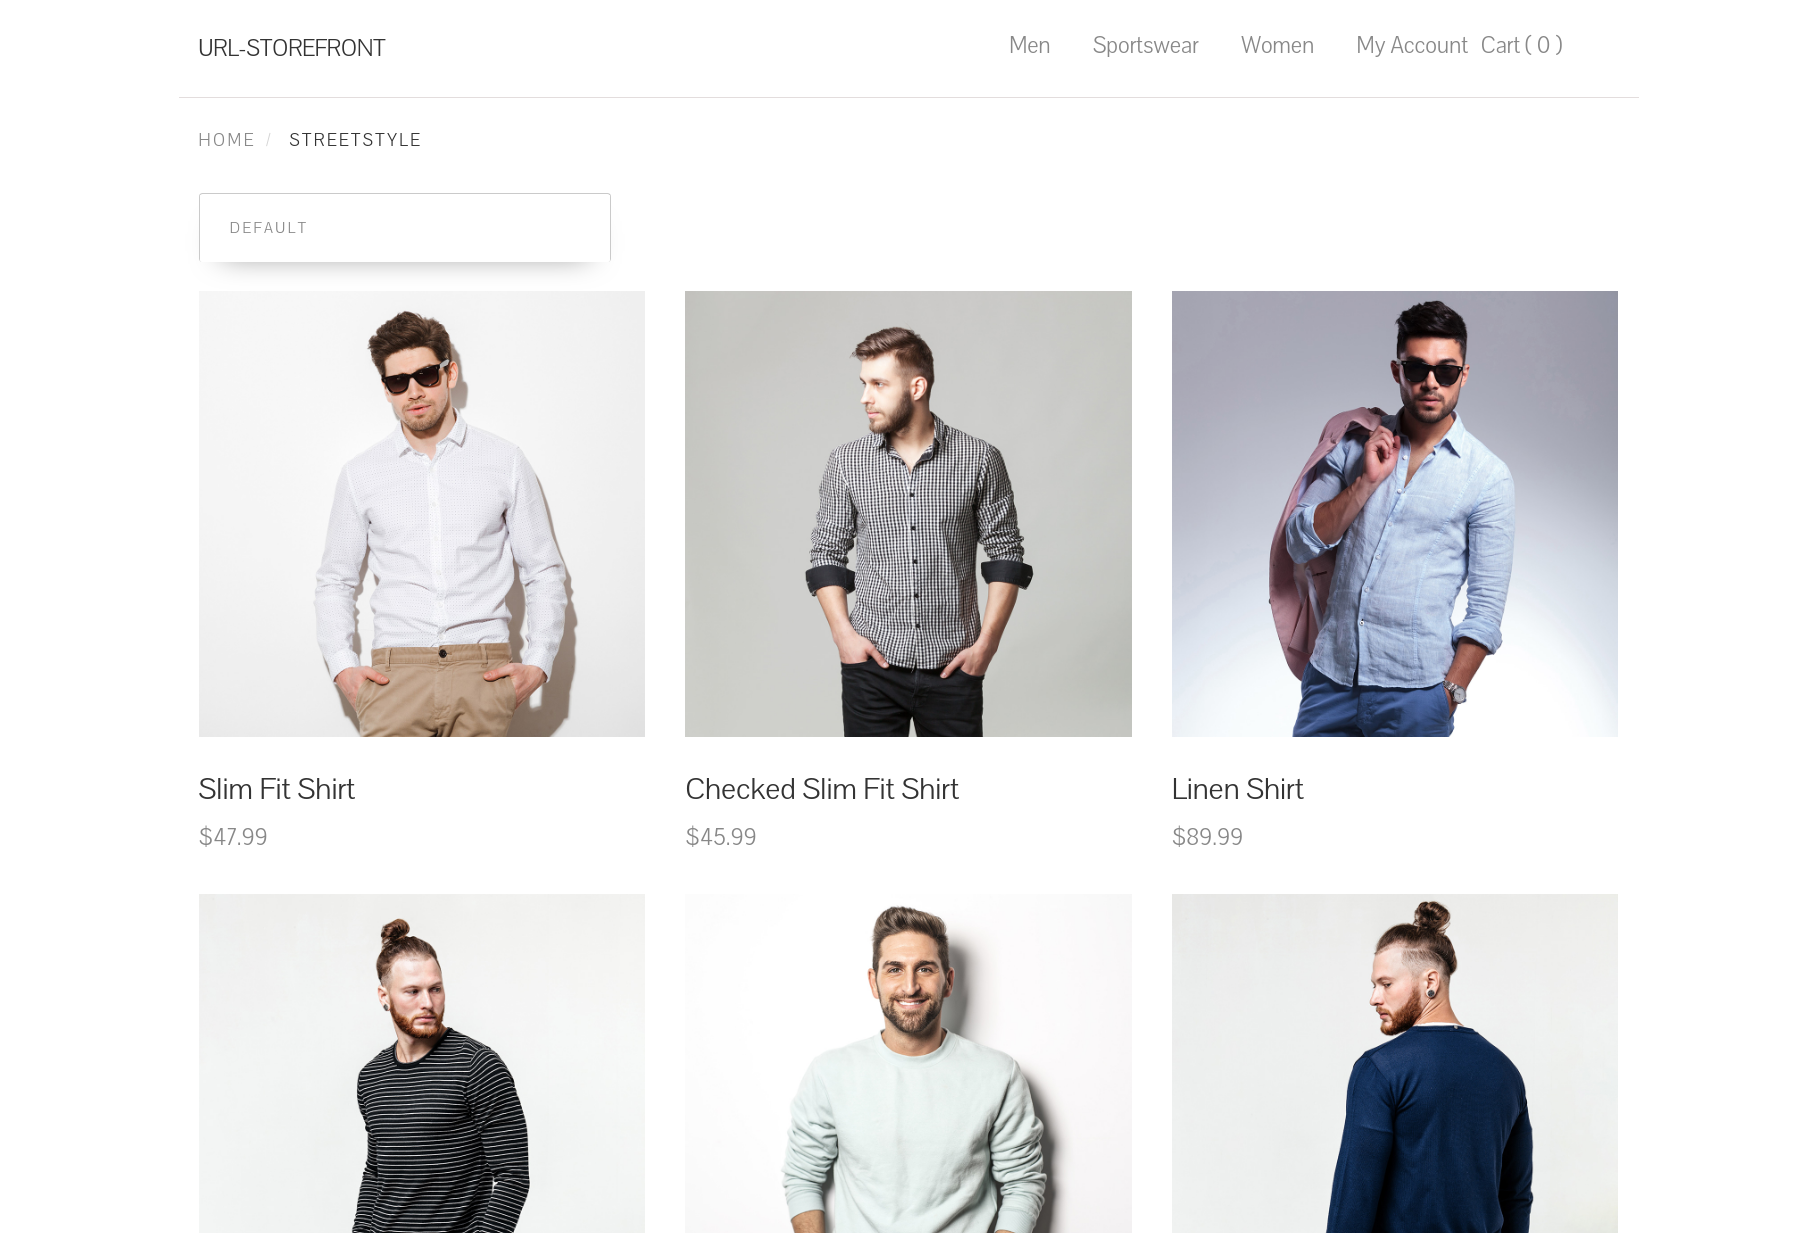 URL-STOREFRONT
Men Sportswear Women My Account Cart ( 0 )
HOME / STREETSTYLE
DEFAULT
Slim Fit Shirt
$47.99
Checked Slim Fit Shirt
$45.99
Linen Shirt
$89.99